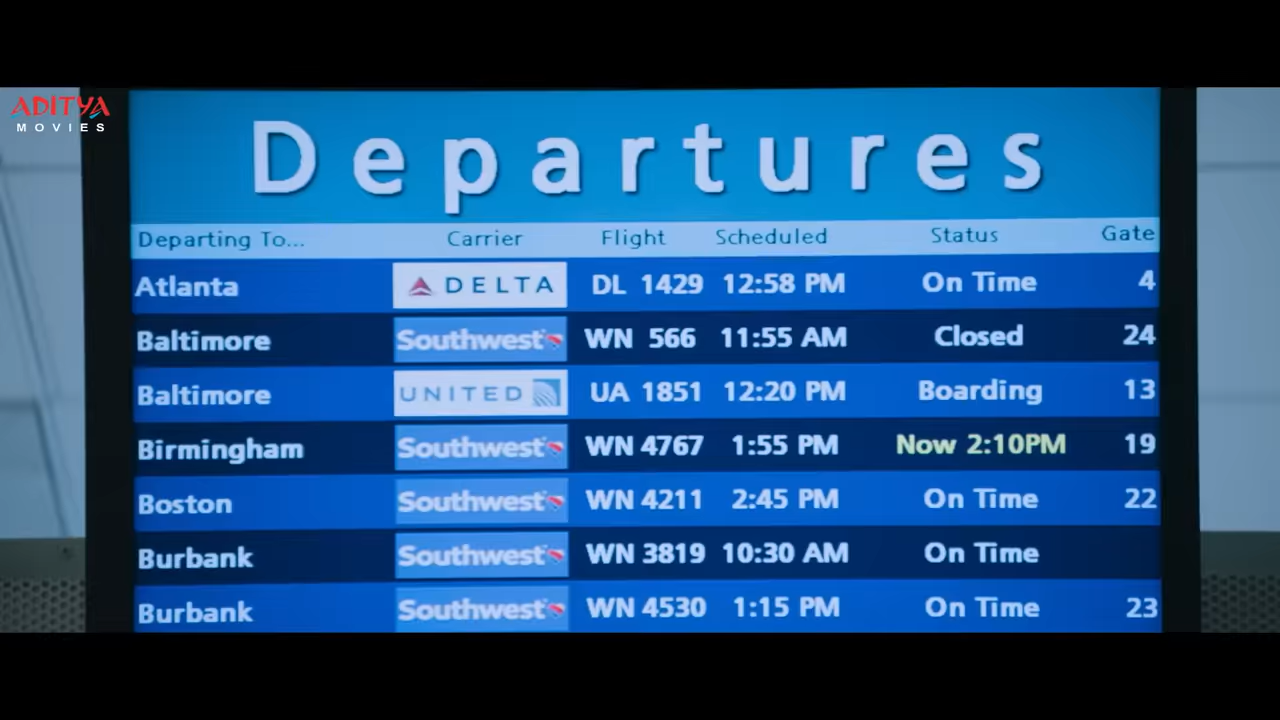 ADITYA
MOVIES
Departures
Departing To... Carrier Flight Scheduled Status Gate
Atlanta DELTA DL 1429 12:58 PM On Time 4
Baltimore Southwest WN 566 11:55 AM Closed 24
Baltimore UNITED UA 1851 12:20 PM Boarding 13
Birmingham Southwest WN 4767 1:55 PM Now 2:10PM 19
Boston Southwest WN 4211 2:45 PM On Time 22
Burbank Southwest WN 3819 10:30 AM On Time
Burbank Southwest WN 4530 1:15 PM On Time 23